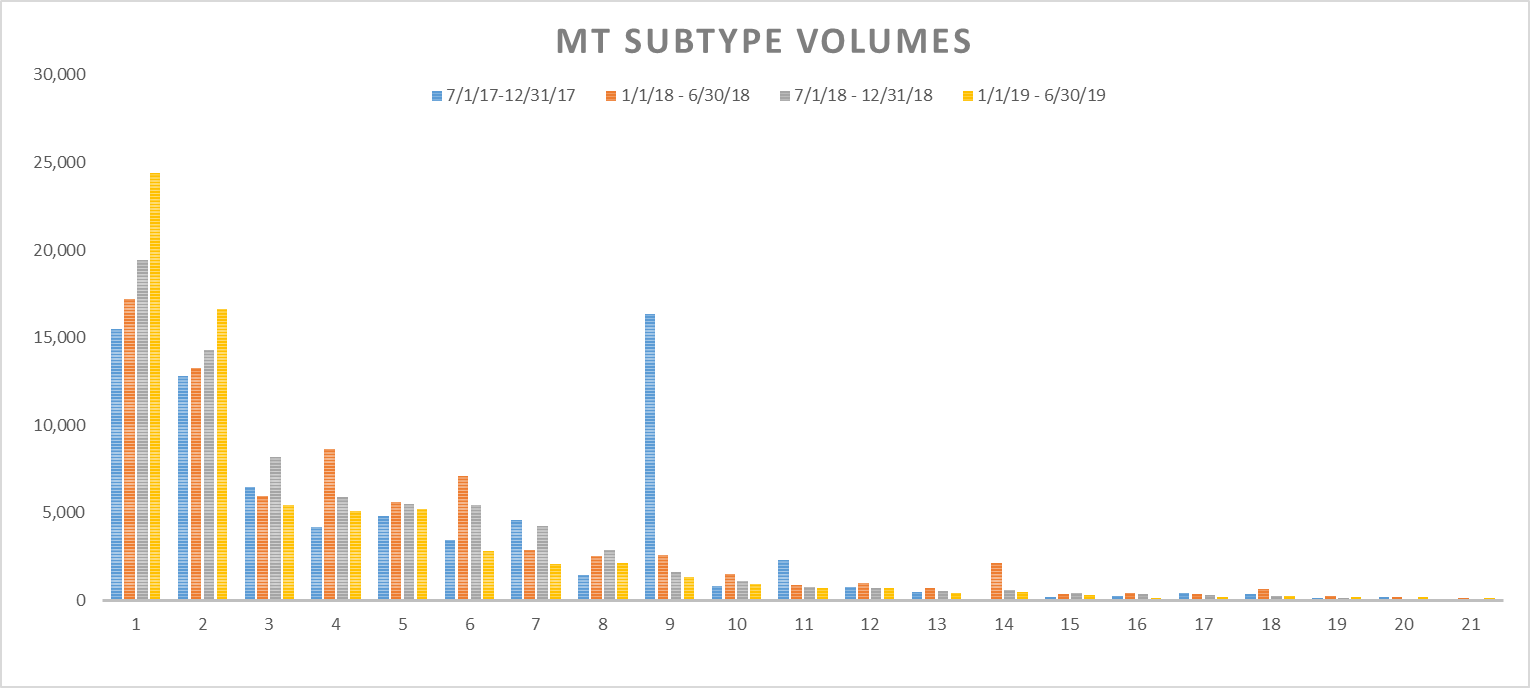 MT SUBTYPE VOLUMES
30,000
7/1/17-12/31/17 1/1/18 - 6/30/18 7/1/18 - 12/31/18 1/1/19 - 6/30/19
25,000
20,000
15,000
10,000
5,000
0
1 2 3 4 5 6 7 8 9 10 11 12 13 14 15 16 17 18 19 20 21